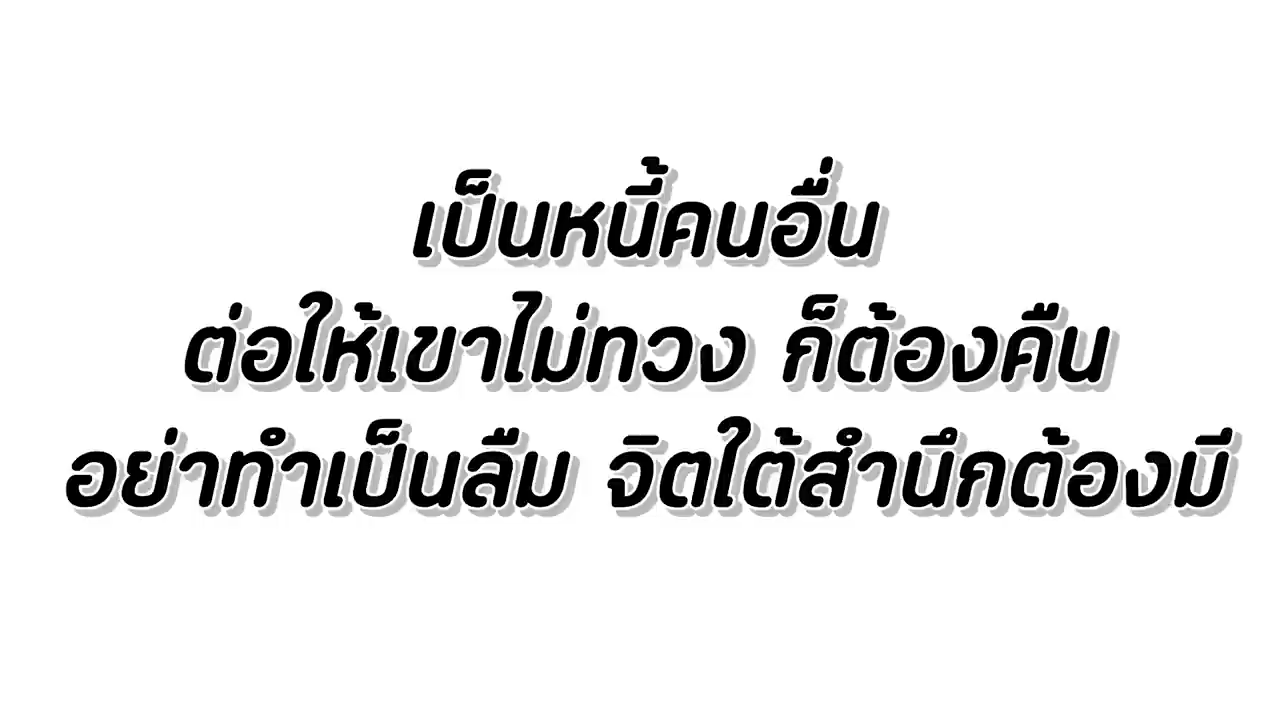 เป็นหนี้คนอื่น
ต่อให้เขาไม่ทวง ก็ต้องคืน
อย่าทำเป็นลืม จิตใต้สำนึกต้องมี